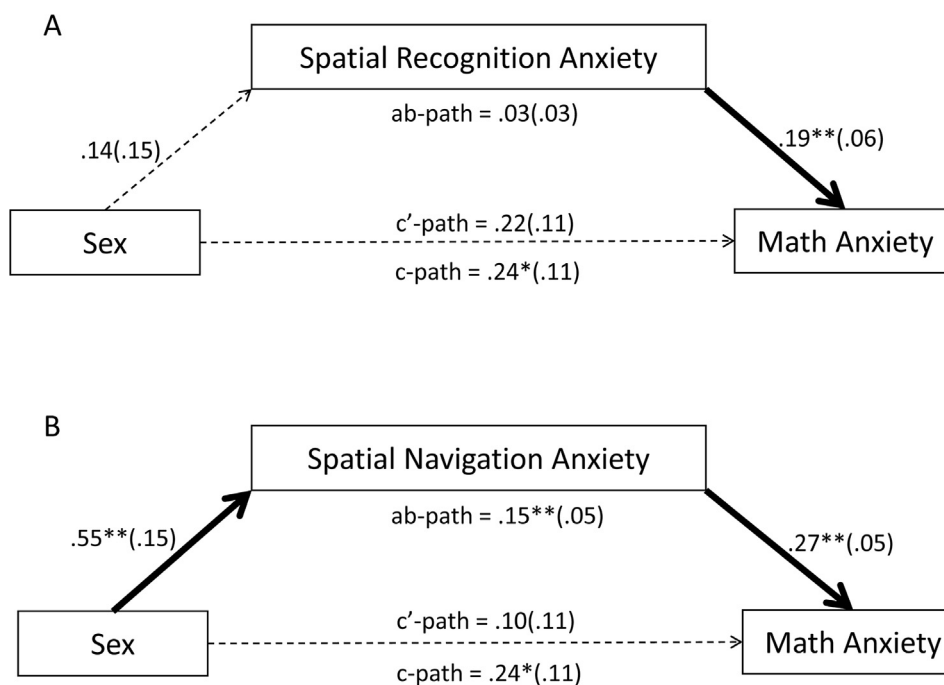 A
Spatial Recognition Anxiety
ab-path = .03(.03)
.14(.15)
.19**(.06)
Sex
c’-path = .22(.11)
c-path = .24*(.11)
Math Anxiety
B
Spatial Navigation Anxiety
ab-path = .15**(.05)
.55**(.15)
.27**(.05)
Sex
c’-path = .10(.11)
c-path = .24*(.11)
Math Anxiety